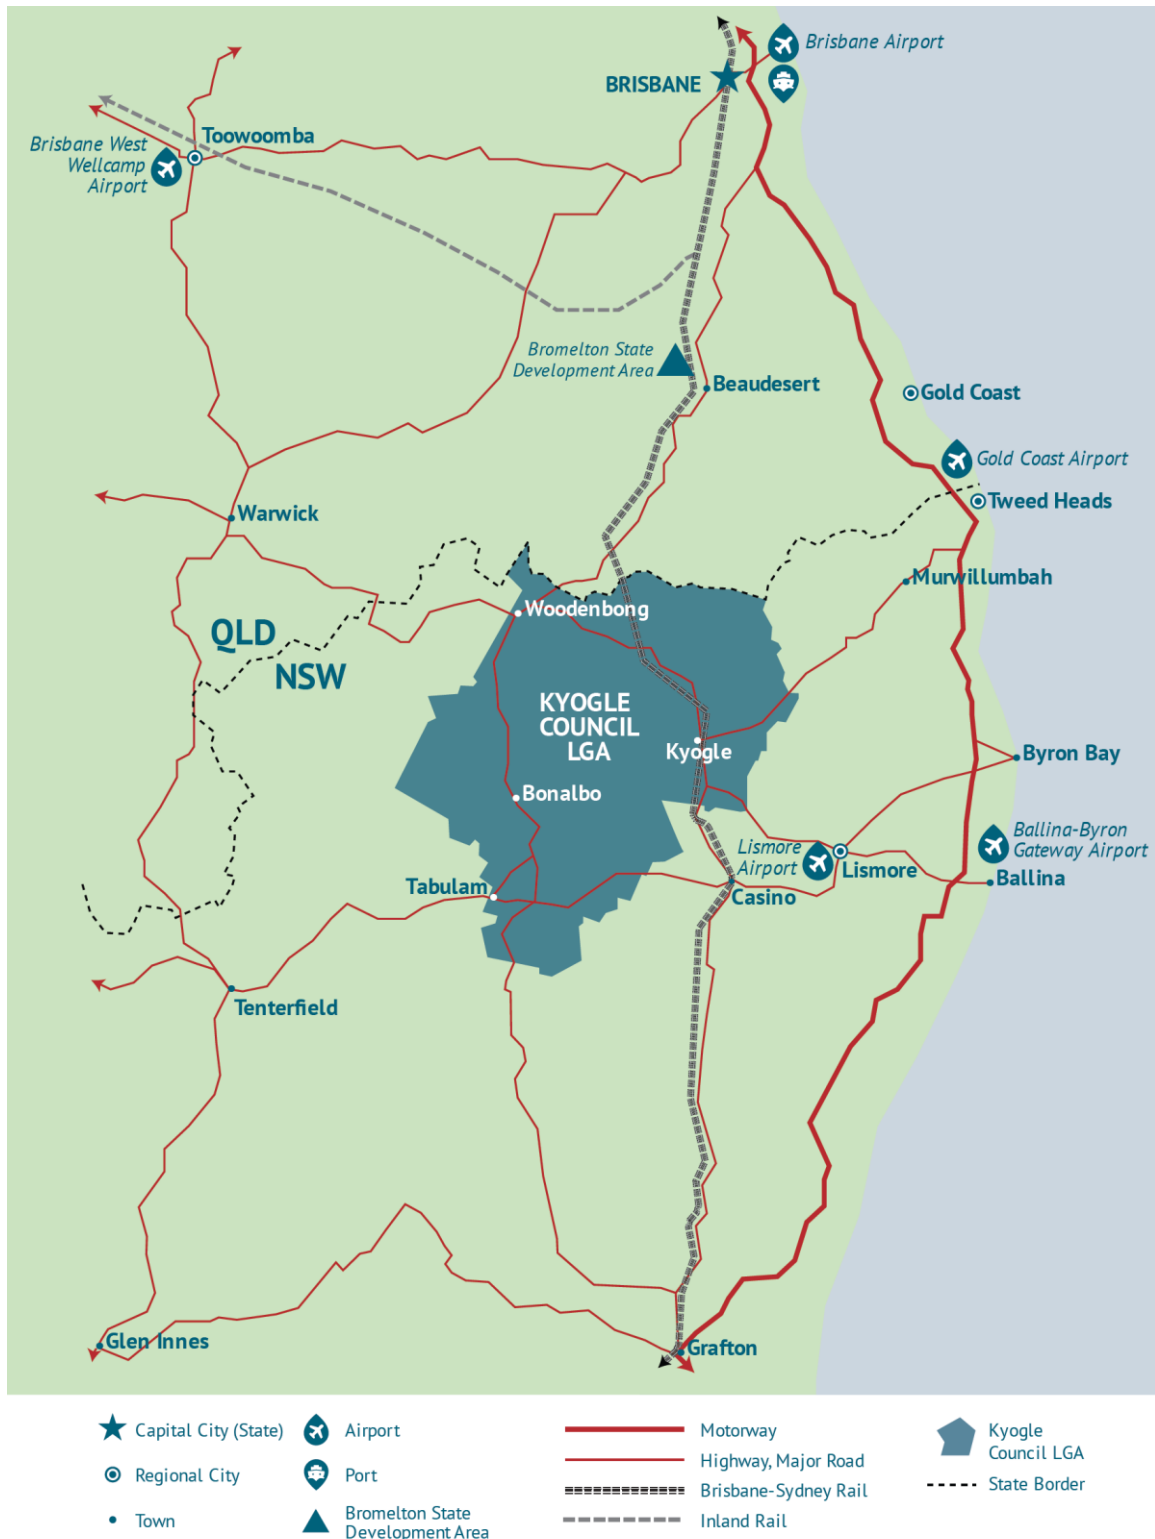 Brisbane Airport
BRISBANE
Toowoomba
Brisbane West
Wellcamp
Airport
Bromelton State
Development Area
Beaudesert
Gold Coast
Gold Coast Airport
Tweed Heads
Warwick
Murwillumbah
Woodenbong
QLD
NSW
KYOGLE
COUNCIL
LGA
Kyogle
Byron Bay
Bonalbo
Ballina-Byron
Gateway Airport
Lismore
Airport
Lismore
Ballina
Tabulam
Casino
Tenterfield
Glen Innes
Grafton
Capital City (State)
Airport
Motorway
Kyogle
Council LGA
Highway, Major Road
Regional City
Port
Brisbane-Sydney Rail
State Border
Town
Bromelton State
Development Area
Inland Rail